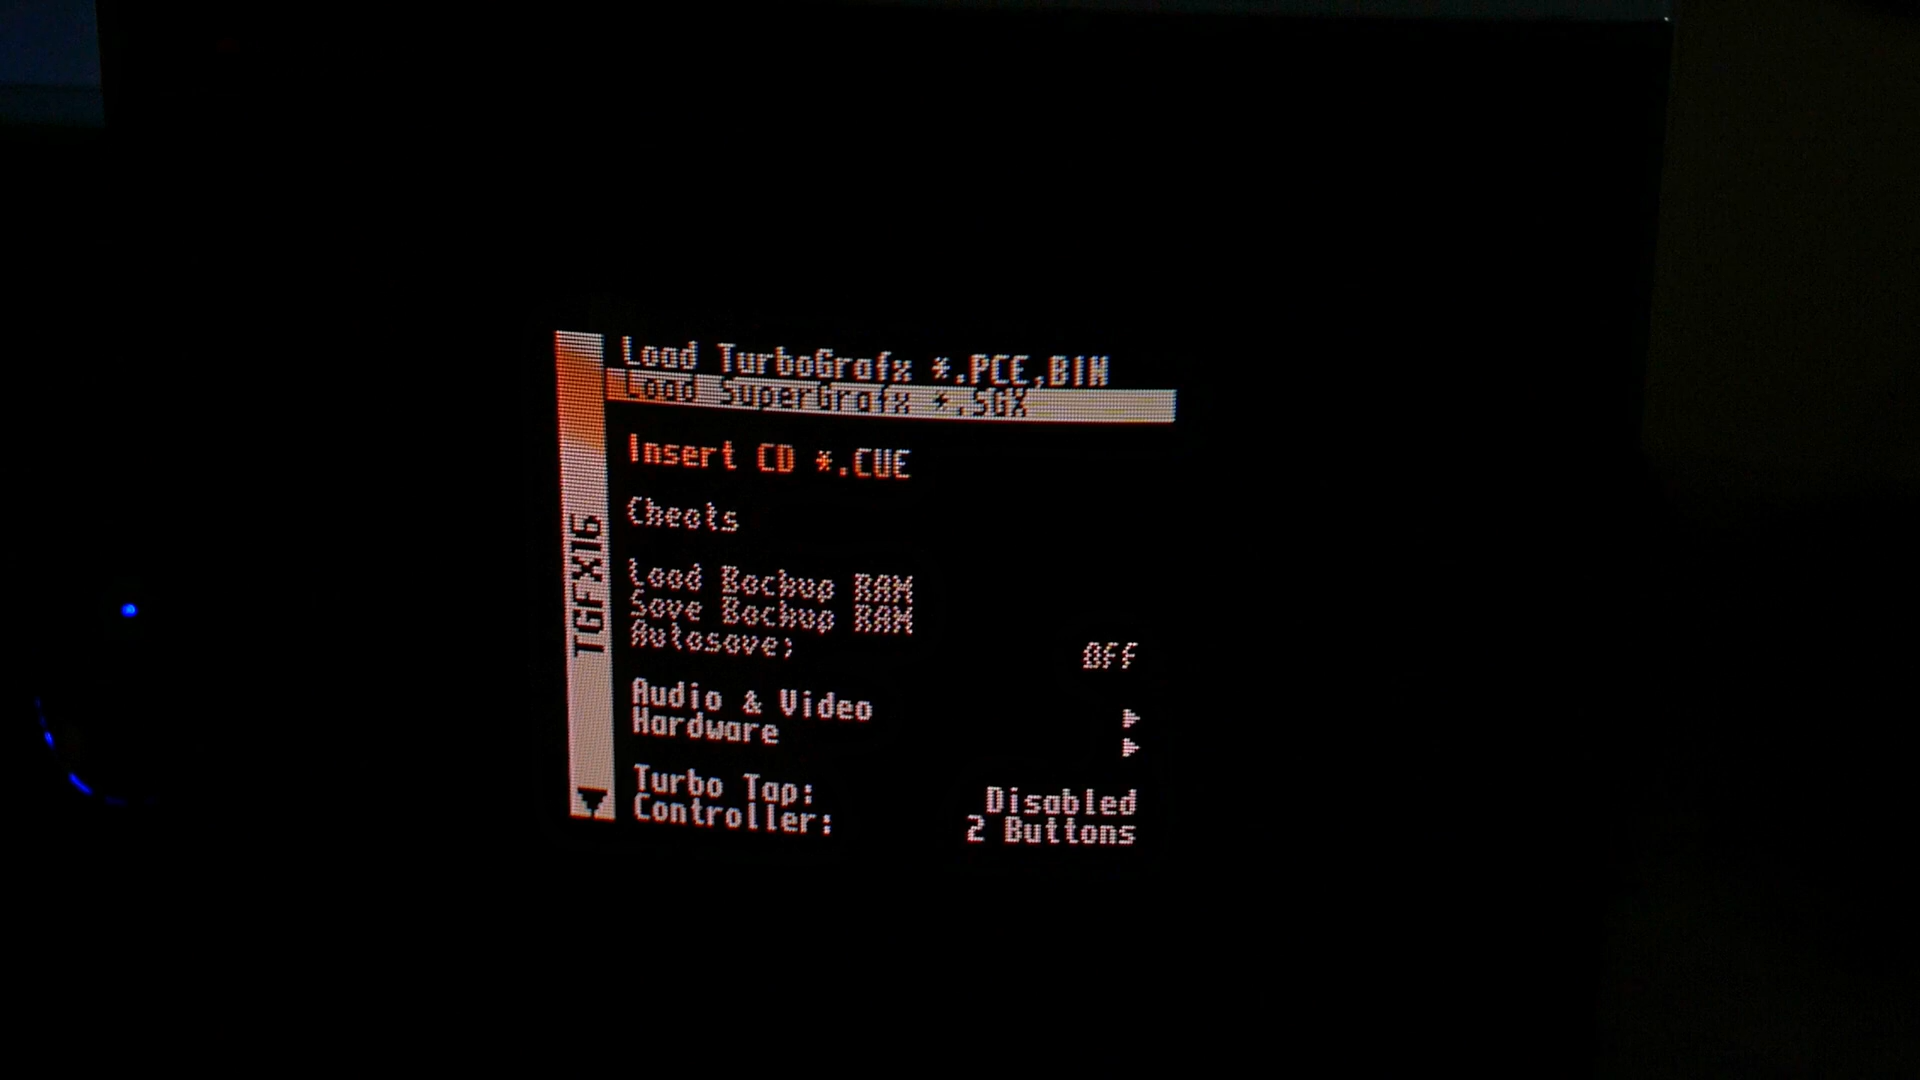 Load TurboGrafx *.PCE,BIN
Load SuperGrafx *.SGX
Insert CD *.CUE
Cheats
Load Backup RAM
Save Backup RAM
Autosave: Off
Audio & Video
Hardware
Turbo Tap: Disabled
Controller: 2 Buttons
TGFX16